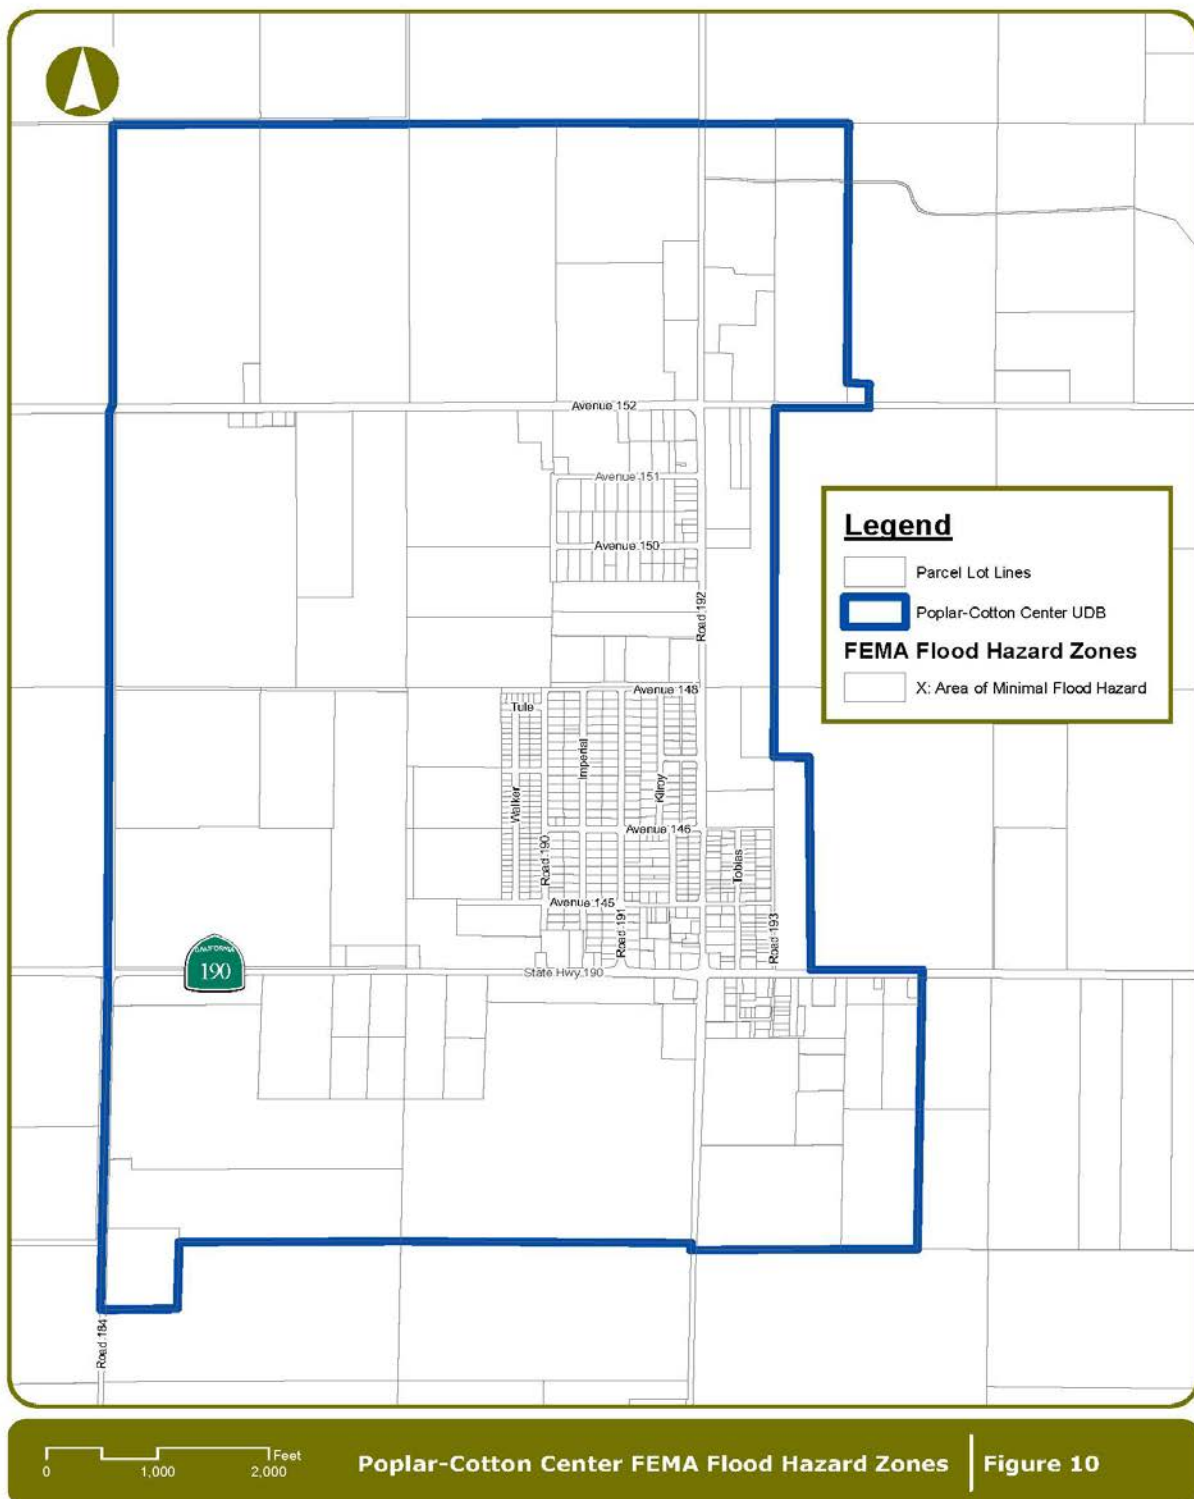 Avenue 152
Avenue 151
Avenue 150
Road 192
Avenue 148
Tule
Imperial
Walker
Kilroy
Avenue 146
Road 190
Tobias
Avenue 145
Road 191
Road 193
State Hwy 190
CALIFORNIA
190
Road 184
Legend
Parcel Lot Lines
Poplar-Cotton Center UDB
FEMA Flood Hazard Zones
X: Area of Minimal Flood Hazard
Feet
0 1,000 2,000
Poplar-Cotton Center FEMA Flood Hazard Zones Figure 10